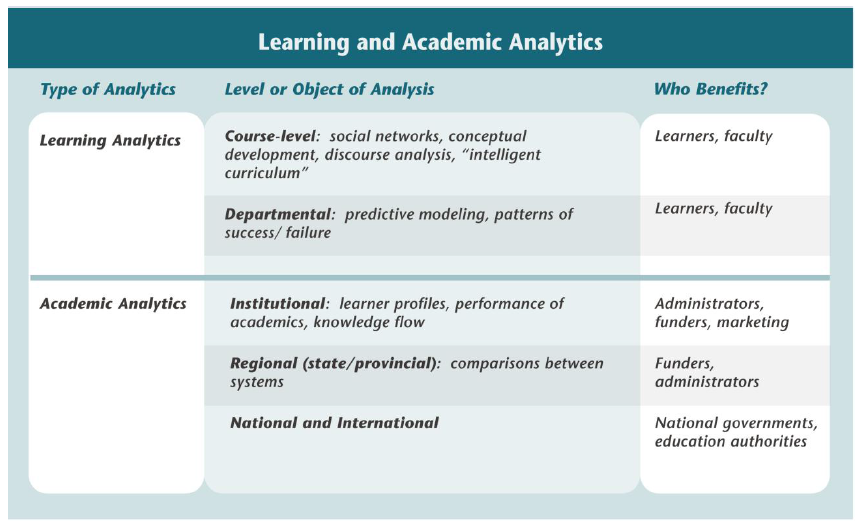 Learning and Academic Analytics
Type of Analytics
Level or Object of Analysis
Who Benefits?
Learning Analytics
Course-level: social networks, conceptual
development, discourse analysis, “intelligent
curriculum”
Learners, faculty
Departmental: predictive modeling, patterns of
success/ failure
Learners, faculty
Academic Analytics
Institutional: learner profiles, performance of
academics, knowledge flow
Administrators,
funders, marketing
Regional (state/provincial): comparisons between
systems
Funders,
administrators
National and International
National governments,
education authorities